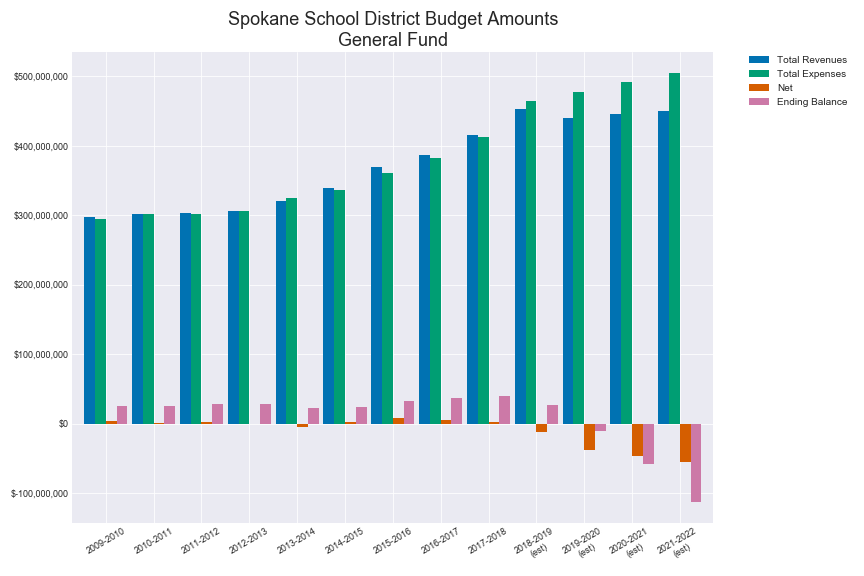 Spokane School District Budget Amounts
General Fund
Total Revenues
Total Expenses
Net
Ending Balance
$500,000,000
$400,000,000
$300,000,000
$200,000,000
$100,000,000
$0
$-100,000,000
2009-2010
2010-2011
2011-2012
2012-2013
2013-2014
2014-2015
2015-2016
2016-2017
2017-2018
2018-2019
(est)
2019-2020
(est)
2020-2021
(est)
2021-2022
(est)